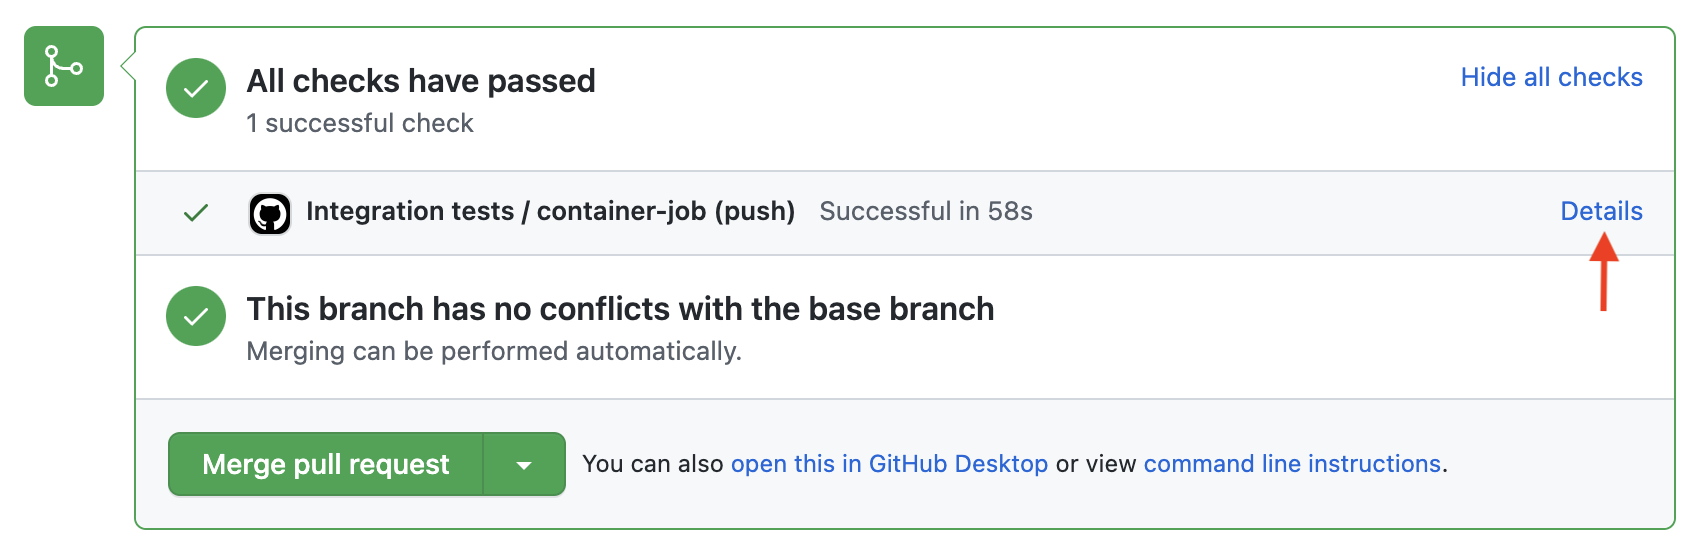 All checks have passed
Hide all checks
1 successful check
Integration tests / container-job (push) Successful in 58s
Details
This branch has no conflicts with the base branch
Merging can be performed automatically.
Merge pull request
You can also open this in GitHub Desktop or view command line instructions.